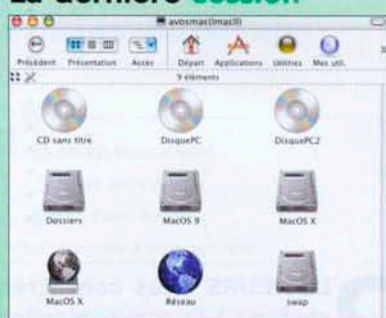 La dernière session
avosmac(imacll)
Précédent Présentation Accès Départ Applications Utilities Mes util.
9 éléments
CD sans titre DisquePC DisquePC2
Dossiers MacOS 9 MacOS X
MacOS X Réseau swap